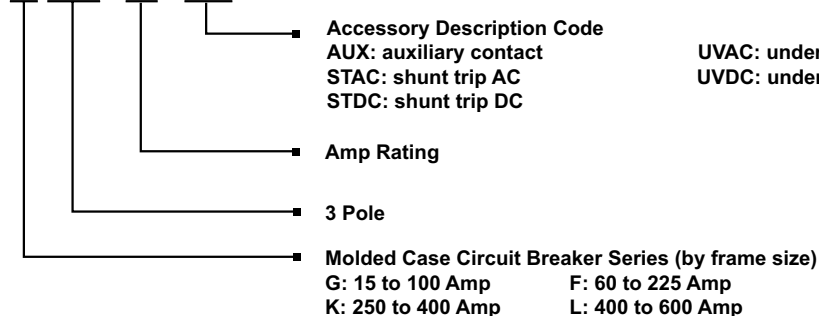 Accessory Description Code
AUX: auxiliary contact UVAC: under
STAC: shunt trip AC UVDC: under
STDC: shunt trip DC
Amp Rating
3 Pole
Molded Case Circuit Breaker Series (by frame size)
G: 15 to 100 Amp F: 60 to 225 Amp
K: 250 to 400 Amp L: 400 to 600 Amp